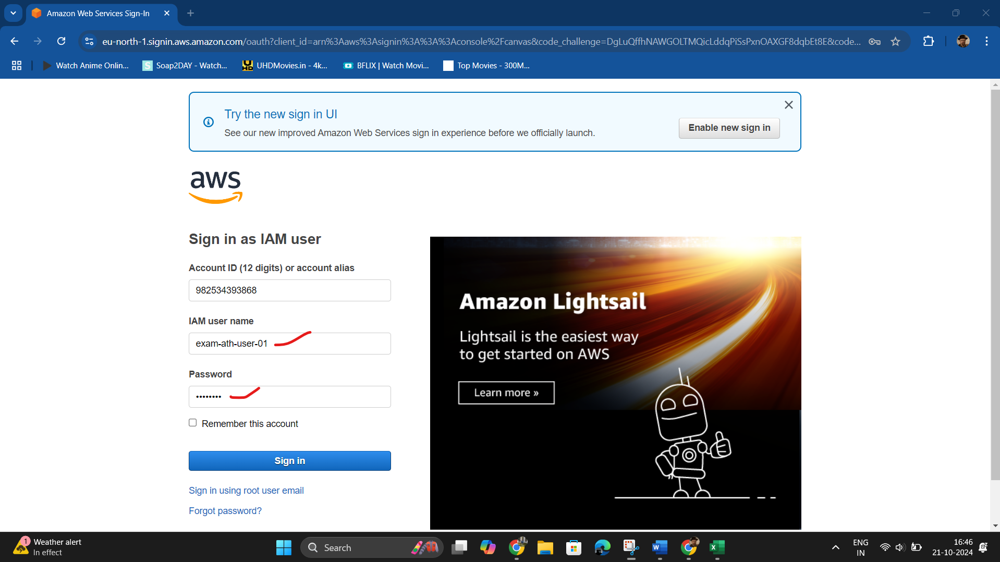 Amazon Web Services Sign-In
eu-north-1.signin.aws.amazon.com/oauth?client_id=arn%3Aaws%3Asignin%3A%3A%3Aconsole%2Fcanvas&code_challenge=DgLuQffhNAWGOLTMQicLddqPiSsPxnOAXGF8dqbEt8E&code...
Watch Anime Onlin...
S
Soap2DAY - Watch...
UHDMovies.in - 4k...
BFLIX | Watch Movi...
Top Movies - 300M...
Try the new sign in UI
See our new improved Amazon Web Services sign in experience before we officially launch.
Enable new sign in
aws
Sign in as IAM user
Account ID (12 digits) or account alias
982534393868
IAM user name
exam-ath-user-01
Password
••••••••
Remember this account
Sign in
Sign in using root user email
Forgot password?
Amazon Lightsail
Lightsail is the easiest way
to get started on AWS
Learn more »
1
Weather alert
In effect
Search
W
X
ENG
IN
16:46
21-10-2024